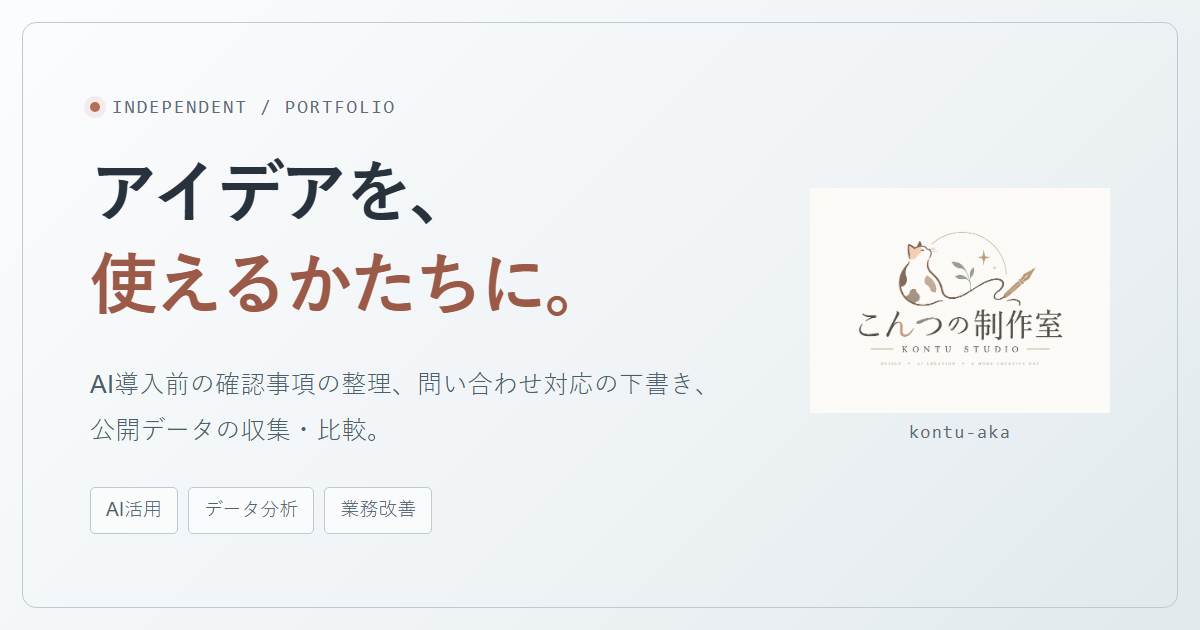 INDEPENDENT / PORTFOLIO
アイデアを、
使えるかたちに。
AI導入前の確認事項の整理、問い合わせ対応の下書き、
公開データの収集・比較。
AI活用
データ分析
業務改善
こんつの制作室
KONTU STUDIO
kontu-aka